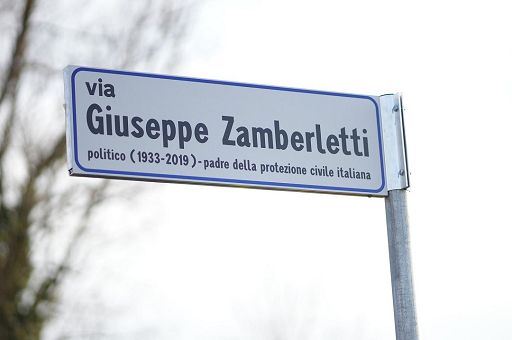 via
Giuseppe Zamberletti
politico (1933-2019) - padre della protezione civile italiana